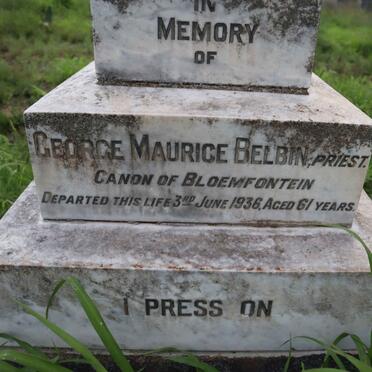 IN
MEMORY
OF
GEORGE MAURICE BELBIN, PRIEST.
CANON OF BLOEMFONTEIN
DEPARTED THIS LIFE 3RD JUNE 1936, AGED 61 YEARS
I PRESS ON